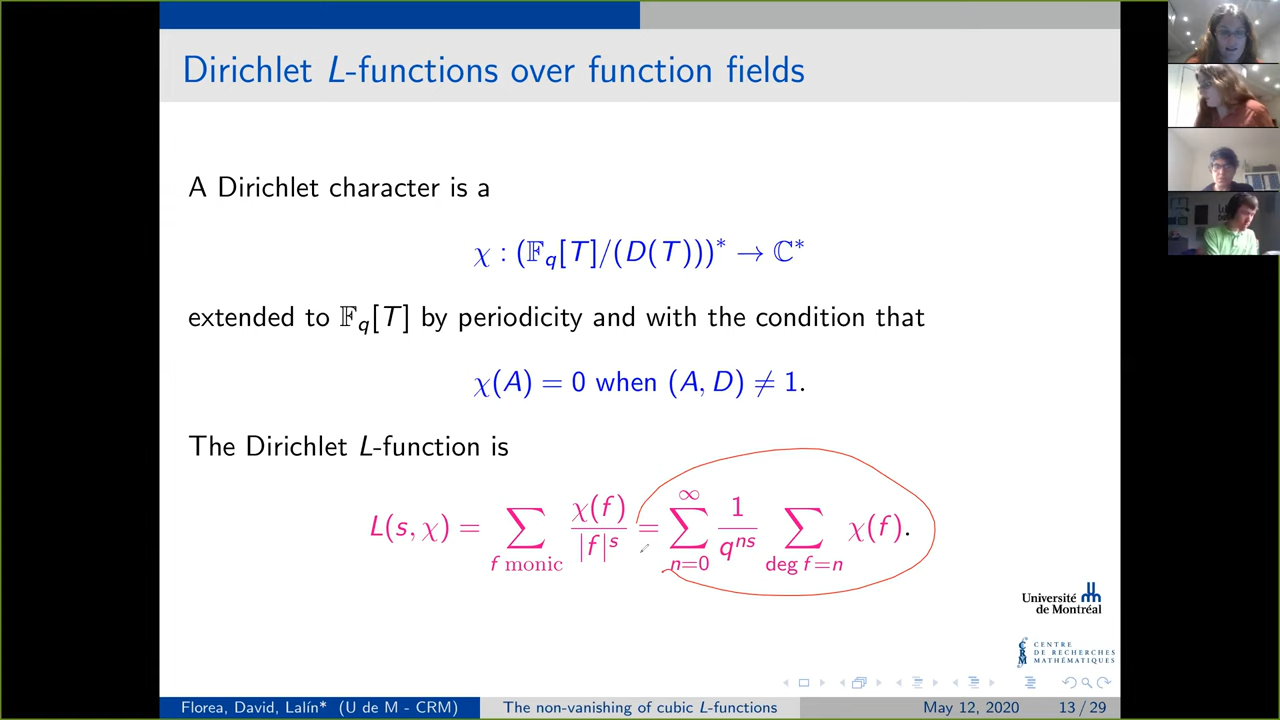 Dirichlet L-functions over function fields
A Dirichlet character is a
χ : (𝔽_q[T]/(D(T)))* → ℂ*
extended to 𝔽_q[T] by periodicity and with the condition that
χ(A) = 0 when (A, D) ≠ 1.
The Dirichlet L-function is
L(s, χ) = ∑_{f monic} χ(f)/|f|^s = ∑_{n=0}^{∞} 1/q^{ns} ∑_{deg f=n} χ(f).
Université
de Montréal
CRM
CENTRE
DE RECHERCHES
MATHÉMATIQUES
Florea, David, Lalín* (U de M - CRM) The non-vanishing of cubic L-functions May 12, 2020 13 / 29